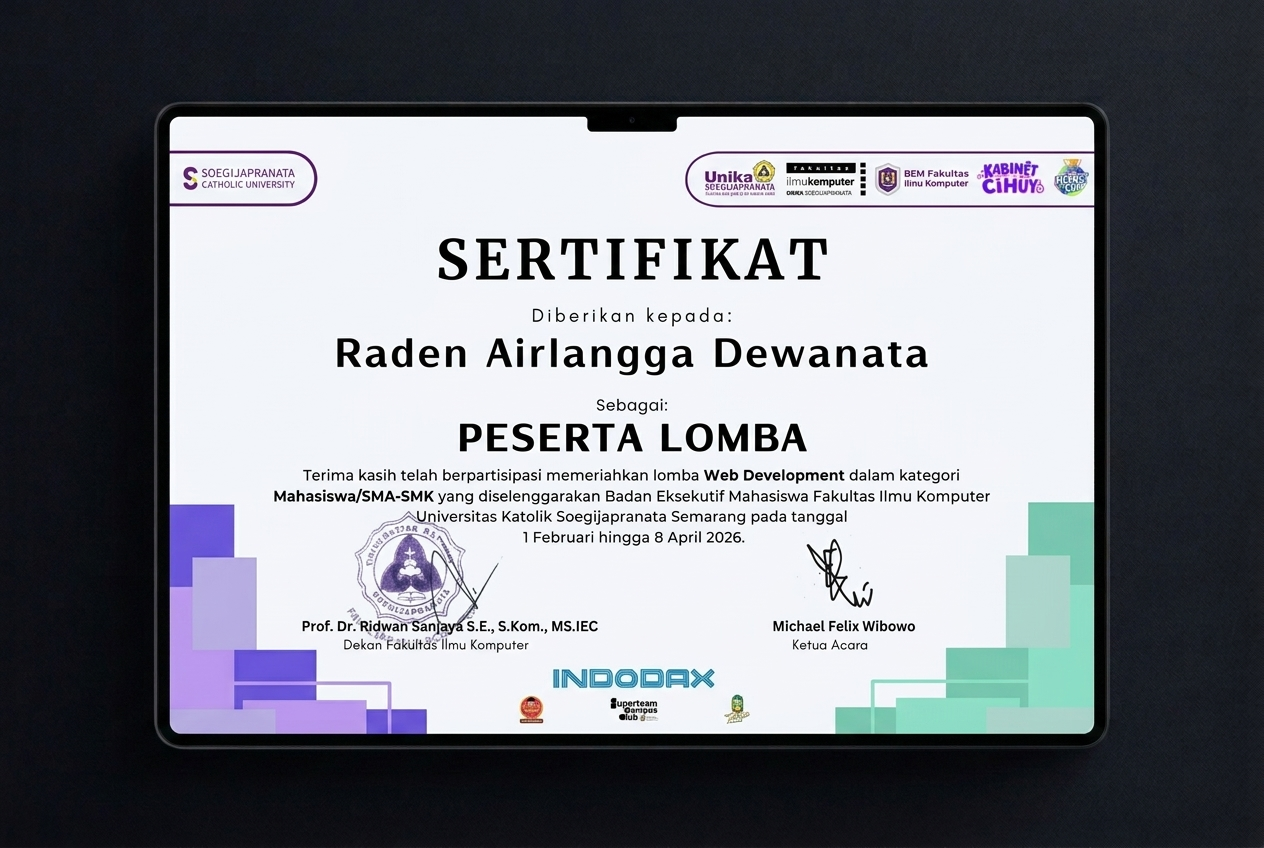 SOEGIJAPRANATA
CATHOLIC UNIVERSITY
Unika
SOEGIJAPRANATA
Fakultas
ilmukomputer
UNIKA SOEGIJAPRANATA
BEM Fakultas
Ilmu Komputer
KABINET
CIHUY
SERTIFIKAT
Diberikan kepada:
Raden Airlangga Dewanata
Sebagai:
PESERTA LOMBA
Terima kasih telah berpartisipasi memeriahkan lomba Web Development dalam kategori
Mahasiswa/SMA-SMK yang diselenggarakan Badan Eksekutif Mahasiswa Fakultas Ilmu Komputer
Universitas Katolik Soegijapranata Semarang pada tanggal
1 Februari hingga 8 April 2026.
Prof. Dr. Ridwan Sanjaya S.E., S.Kom., MS.IEC
Dekan Fakultas Ilmu Komputer
Michael Felix Wibowo
Ketua Acara
INDODAX
Superteam
Campus
Club